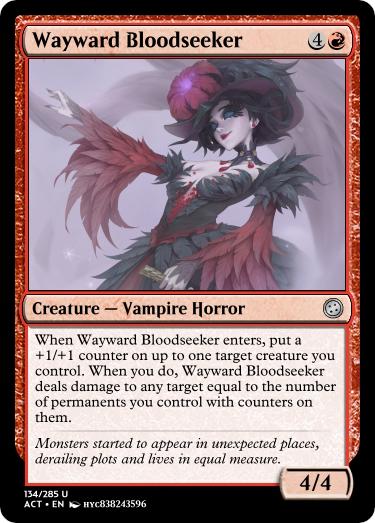 Wayward Bloodseeker 4
Creature — Vampire Horror
When Wayward Bloodseeker enters, put a
+1/+1 counter on up to one target creature you
control. When you do, Wayward Bloodseeker
deals damage to any target equal to the number
of permanents you control with counters on
them.
Monsters started to appear in unexpected places,
derailing plots and lives in equal measure.
4/4
134/285 U
ACT • EN HYC838243596